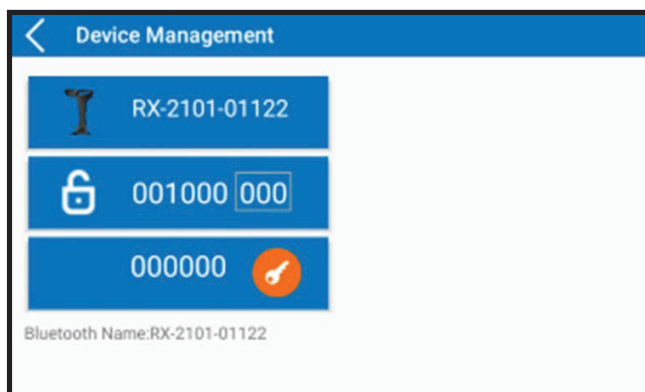 Device Management
RX-2101-01122
001000 000
000000
Bluetooth Name:RX-2101-01122